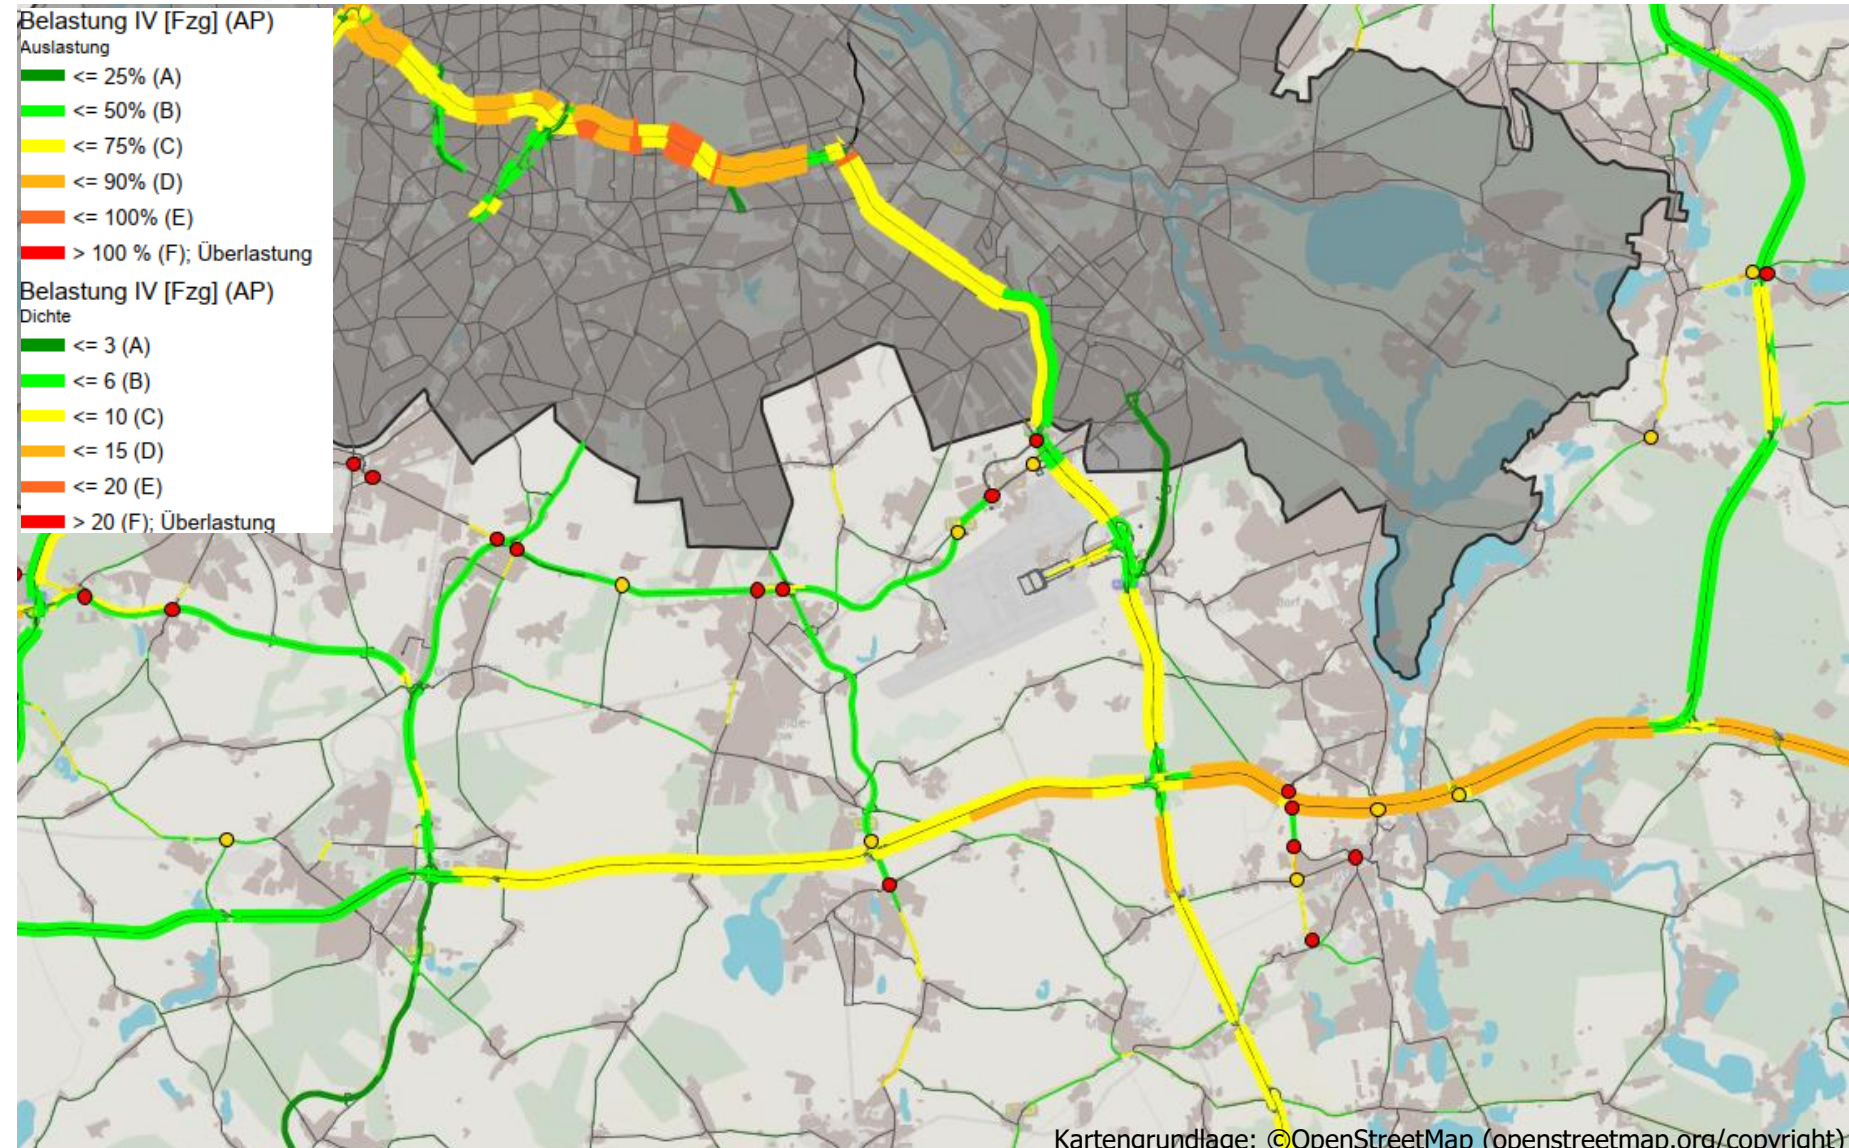 Belastung IV [Fzg] (AP)
Auslastung
<= 25% (A)
<= 50% (B)
<= 75% (C)
<= 90% (D)
<= 100% (E)
> 100 % (F); Überlastung
Belastung IV [Fzg] (AP)
Dichte
<= 3 (A)
<= 6 (B)
<= 10 (C)
<= 15 (D)
<= 20 (E)
> 20 (F); Überlastung
Kartengrundlage: ©OpenStreetMap (openstreetmap.org/copyright)